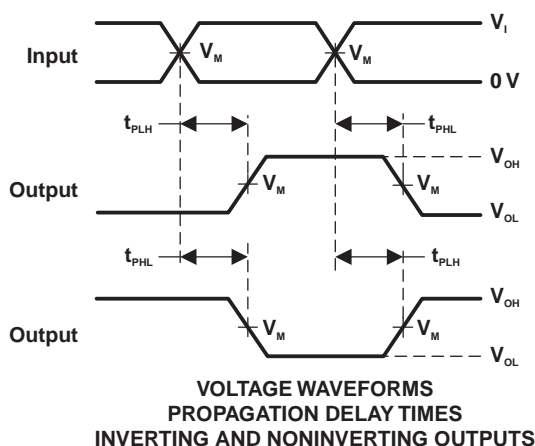 V_I
Input
V_M
V_M
0 V
t_PLH
t_PHL
V_OH
Output
V_M
V_M
V_OL
t_PHL
t_PLH
V_OH
Output
V_M
V_M
V_OL
VOLTAGE WAVEFORMS
PROPAGATION DELAY TIMES
INVERTING AND NONINVERTING OUTPUTS